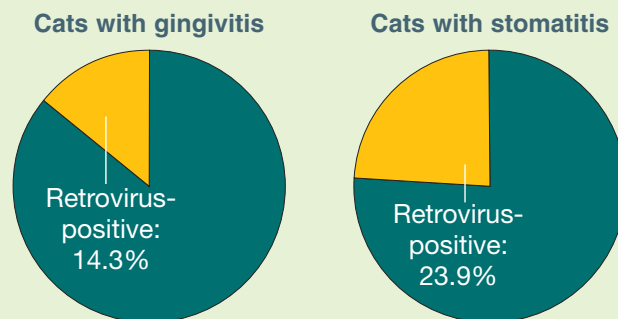 Cats with gingivitis
Retrovirus-
positive:
14.3%
Cats with stomatitis
Retrovirus-
positive:
23.9%